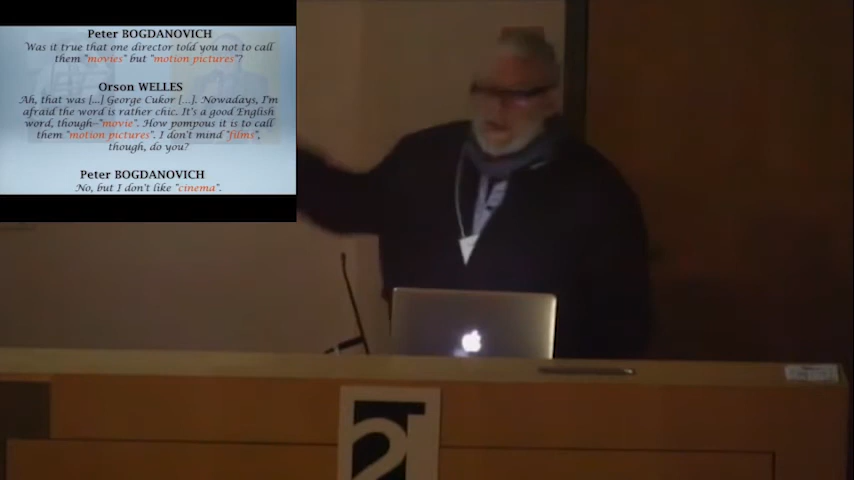 Peter BOGDANOVICH
Was it true that one director told you not to call
them "movies" but "motion pictures"?
Orson WELLES
Ah, that was [...] George Cukor [...]. Nowadays, I'm
afraid the word is rather chic. It's a good English
word, though—"movie". How pompous it is to call
them "motion pictures". I don't mind "films",
though, do you?
Peter BOGDANOVICH
No, but I don't like "cinema".